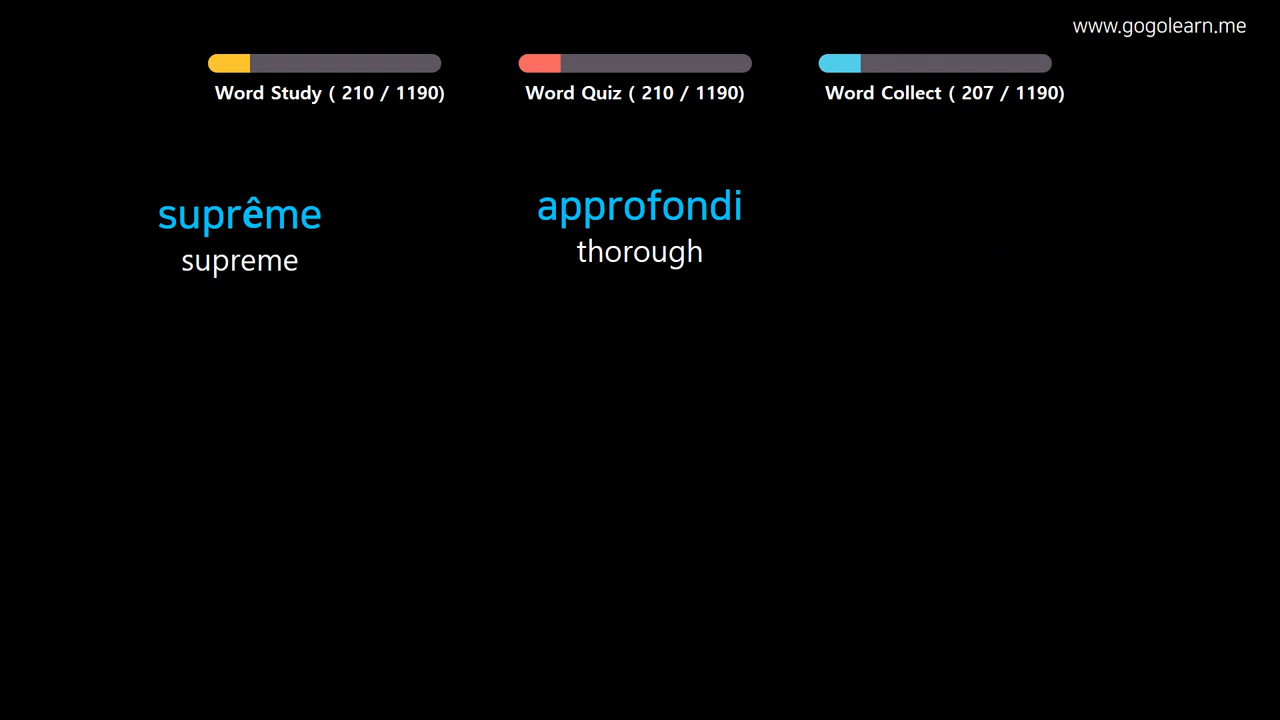 www.gogolearn.me
Word Study ( 210 / 1190)
Word Quiz ( 210 / 1190)
Word Collect ( 207 / 1190)
suprême
supreme
approfondi
thorough